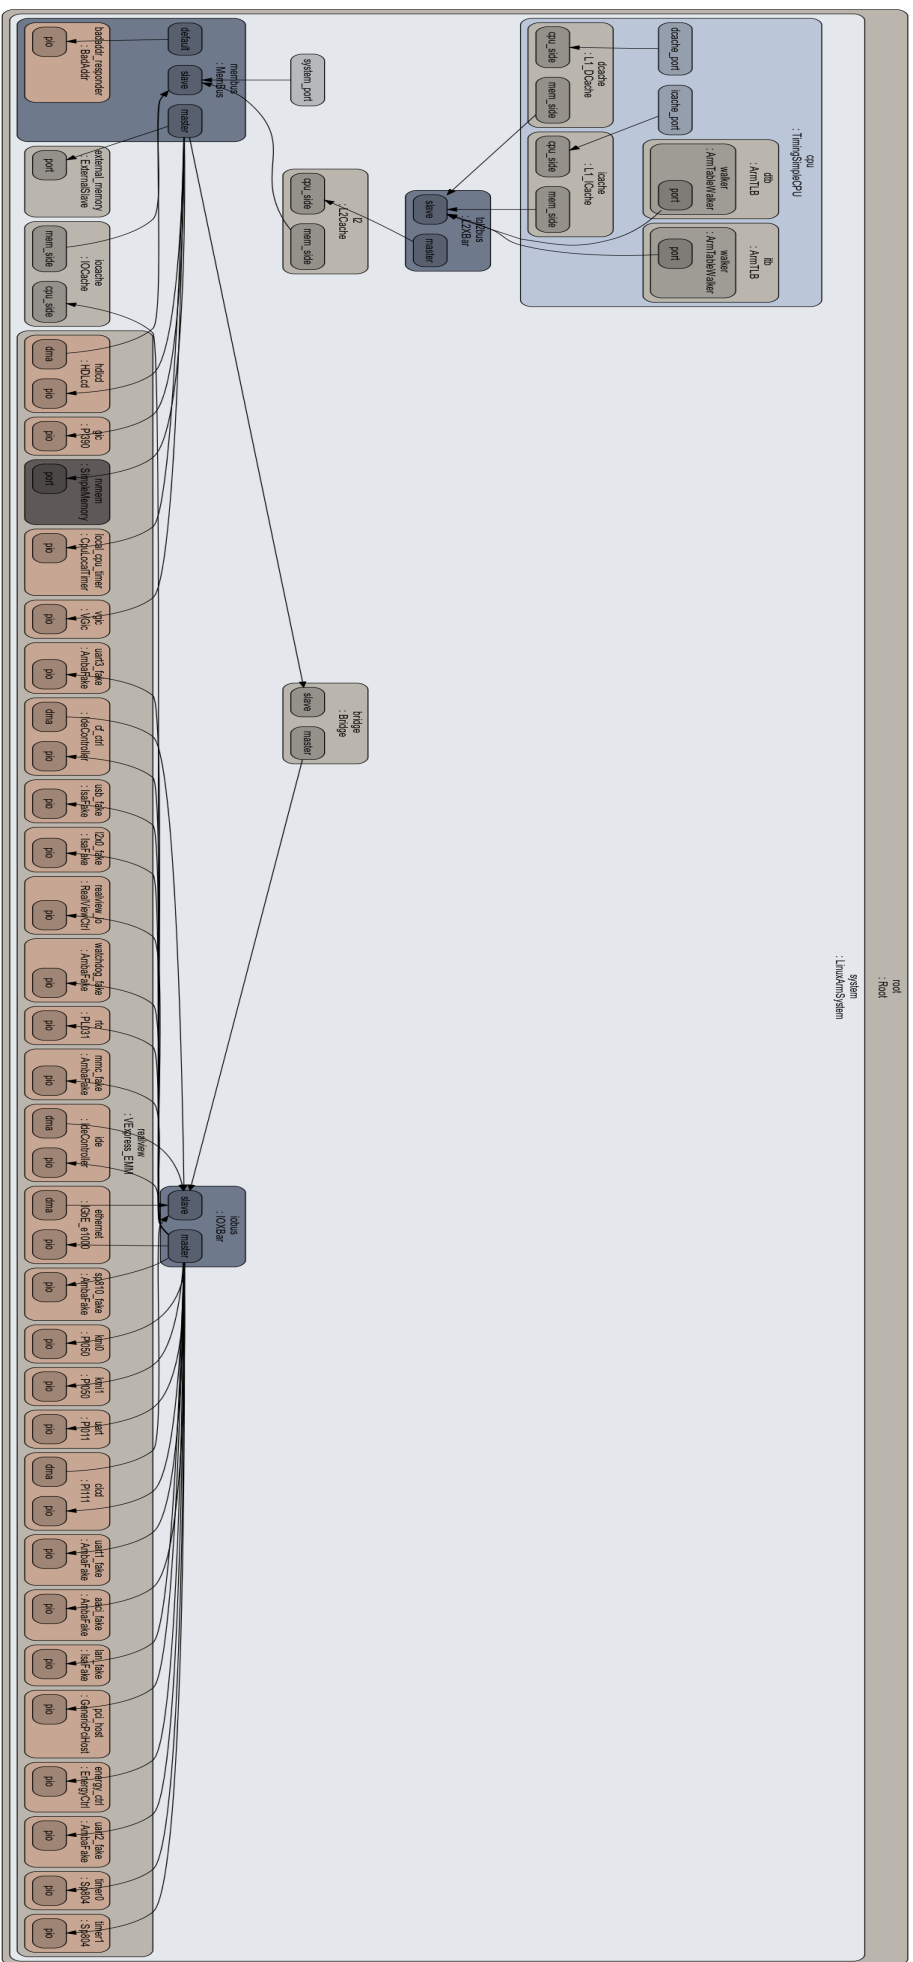 root
: Root
system
: LinuxArmSystem
cpu
: TimingSimpleCPU
dtb
: ArmTLB
walker
: ArmTableWalker
port
itb
: ArmTLB
walker
: ArmTableWalker
port
dcache_port
icache_port
dcache
: L1_DCache
cpu_side
mem_side
icache
: L1_ICache
cpu_side
mem_side
tol2bus
: L2XBar
slave
master
l2
: L2Cache
cpu_side
mem_side
bridge
: Bridge
slave
master
system_port
membus
: MemBus
default
slave
master
badaddr_responder
: BadAddr
pio
iobus
: IOXBar
slave
master
external_memory
: ExternalSlave
port
iocache
: IOCache
mem_side
cpu_side
realview
: VExpress_EMM
hdlcd
: HDLcd
dma
pio
gic
: Pl390
pio
nvmem
: SimpleMemory
port
local_cpu_timer
: CpuLocalTimer
pio
vgic
: VGic
pio
uart3_fake
: AmbaFake
pio
cf_ctrl
: IdeController
dma
pio
usb_fake
: IsaFake
pio
l2x0_fake
: IsaFake
pio
realview_io
: RealViewCtrl
pio
watchdog_fake
: AmbaFake
pio
rtc
: PL031
pio
mmc_fake
: AmbaFake
pio
ide
: IdeController
dma
pio
ethernet
: IGbE_e1000
dma
pio
sp810_fake
: AmbaFake
pio
kmi0
: Pl050
pio
kmi1
: Pl050
pio
uart
: Pl011
pio
clcd
: Pl111
dma
pio
uart1_fake
: AmbaFake
pio
aaci_fake
: AmbaFake
pio
lan_fake
: IsaFake
pio
pci_host
: GenericPciHost
pio
energy_ctrl
: EnergyCtrl
pio
uart2_fake
: AmbaFake
pio
timer0
: Sp804
pio
timer1
: Sp804
pio